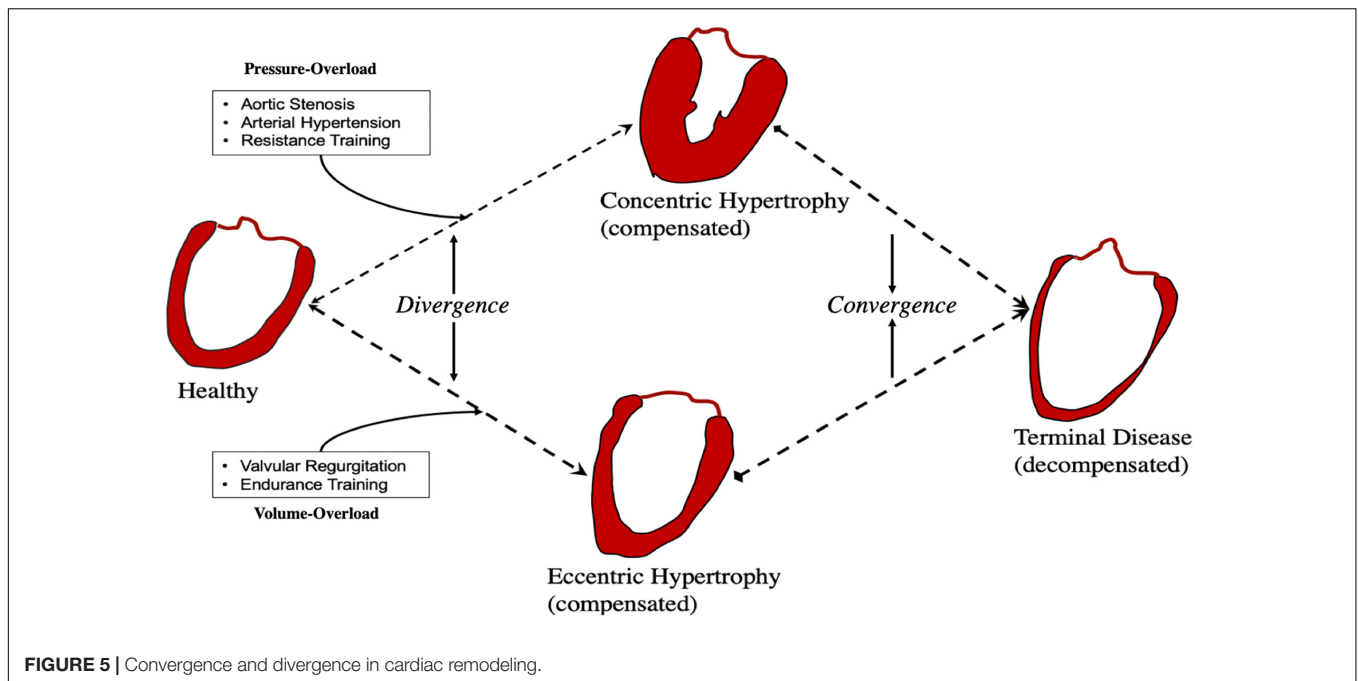 Pressure-Overload
• Aortic Stenosis
• Arterial Hypertension
• Resistance Training
Concentric Hypertrophy
(compensated)
Divergence
Convergence
Healthy
Terminal Disease
(decompensated)
• Valvular Regurgitation
• Endurance Training
Volume-Overload
Eccentric Hypertrophy
(compensated)
FIGURE 5 | Convergence and divergence in cardiac remodeling.